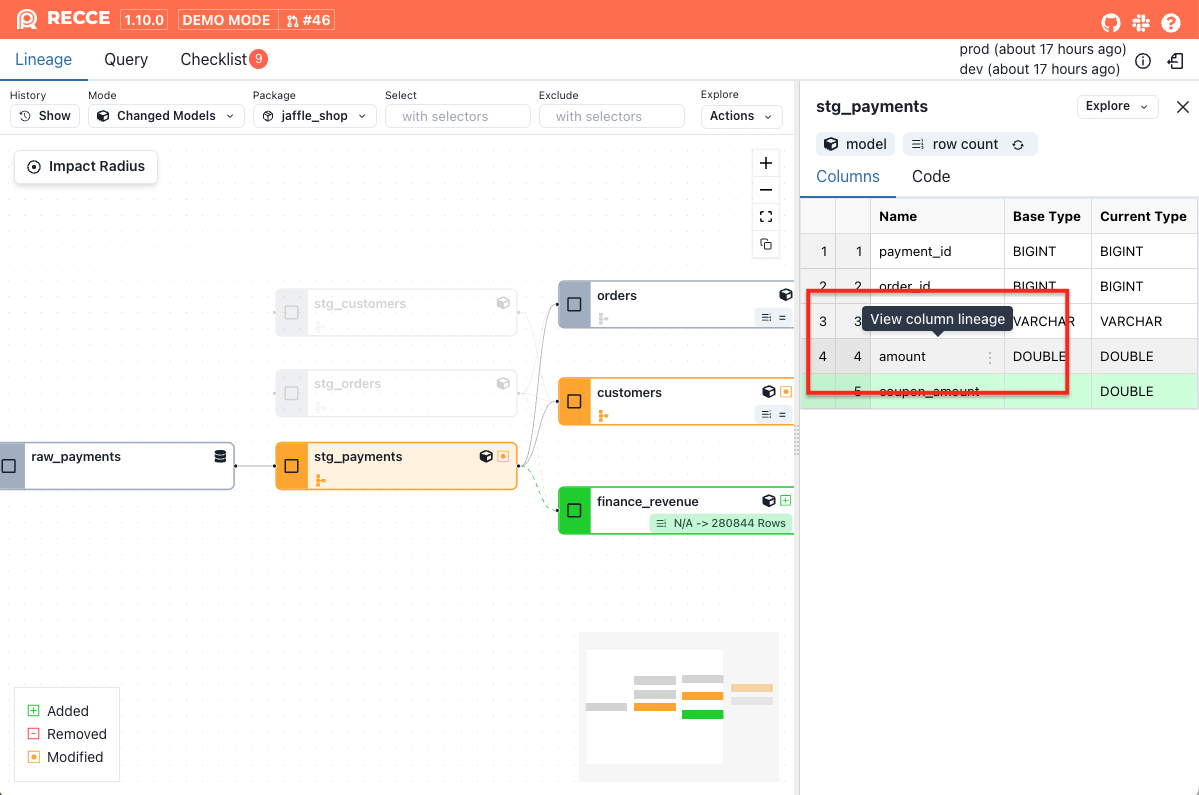 RECCE 1.10.0 DEMO MODE #46
Lineage Query Checklist 9
prod (about 17 hours ago)
dev (about 17 hours ago)
History Mode Package Select Exclude Explore
Show Changed Models jaffle_shop with selectors with selectors Actions
Impact Radius
stg_customers
stg_orders
raw_payments
stg_payments
orders
=
customers
=
finance_revenue
N/A -> 280844 Rows
Added
Removed
Modified
stg_payments Explore
model row count
Columns Code
Name Base Type Current Type
1 1 payment_id BIGINT BIGINT
2 2 order_id BIGINT BIGINT
3 3 View column lineage VARCHAR VARCHAR
4 4 amount DOUBLE DOUBLE
5 coupon_amount DOUBLE